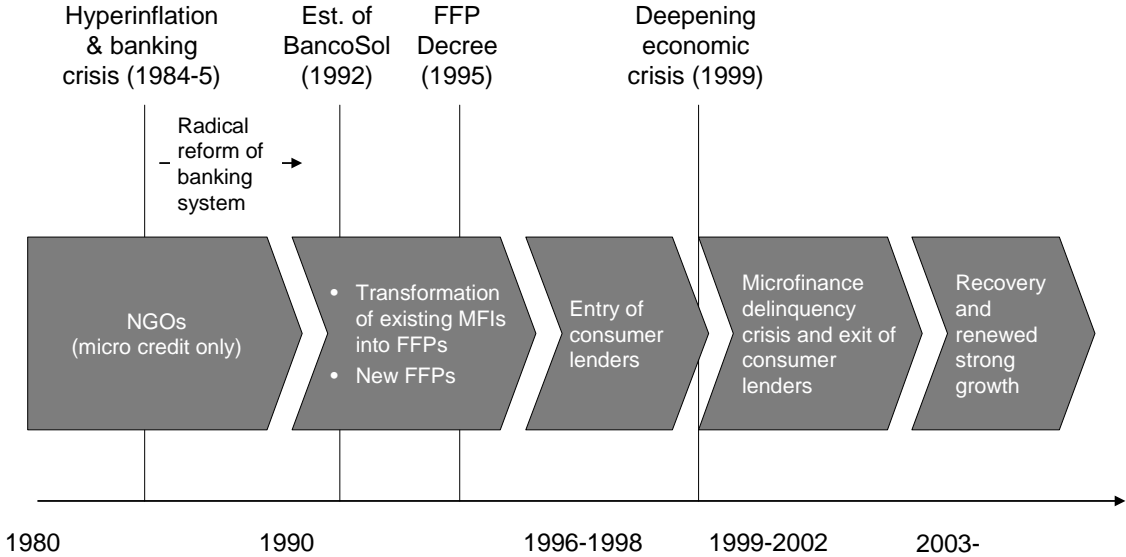 Hyperinflation
& banking
crisis (1984-5)
Est. of
BancoSol
(1992)
FFP
Decree
(1995)
Deepening
economic
crisis (1999)
Radical
reform of
banking
system
NGOs
(micro credit only)
• Transformation
of existing MFIs
into FFPs
• New FFPs
Entry of
consumer
lenders
Microfinance
delinquency
crisis and exit of
consumer
lenders
Recovery
and
renewed
strong
growth
1980
1990
1996-1998
1999-2002
2003-